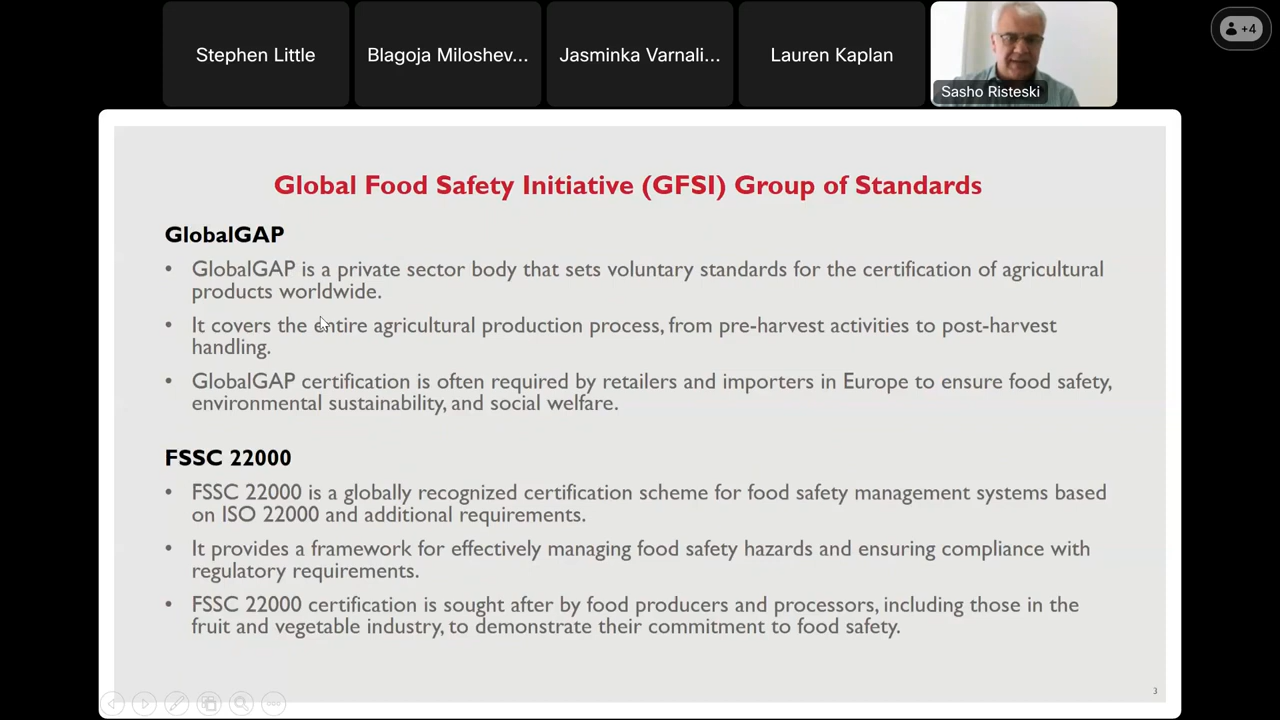 Stephen Little
Blagoja Miloshev...
Jasminka Varnali...
Lauren Kaplan
Sasho Risteski
+4
Global Food Safety Initiative (GFSI) Group of Standards
GlobalGAP
• GlobalGAP is a private sector body that sets voluntary standards for the certification of agricultural
products worldwide.
• It covers the entire agricultural production process, from pre-harvest activities to post-harvest
handling.
• GlobalGAP certification is often required by retailers and importers in Europe to ensure food safety,
environmental sustainability, and social welfare.
FSSC 22000
• FSSC 22000 is a globally recognized certification scheme for food safety management systems based
on ISO 22000 and additional requirements.
• It provides a framework for effectively managing food safety hazards and ensuring compliance with
regulatory requirements.
• FSSC 22000 certification is sought after by food producers and processors, including those in the
fruit and vegetable industry, to demonstrate their commitment to food safety.
3